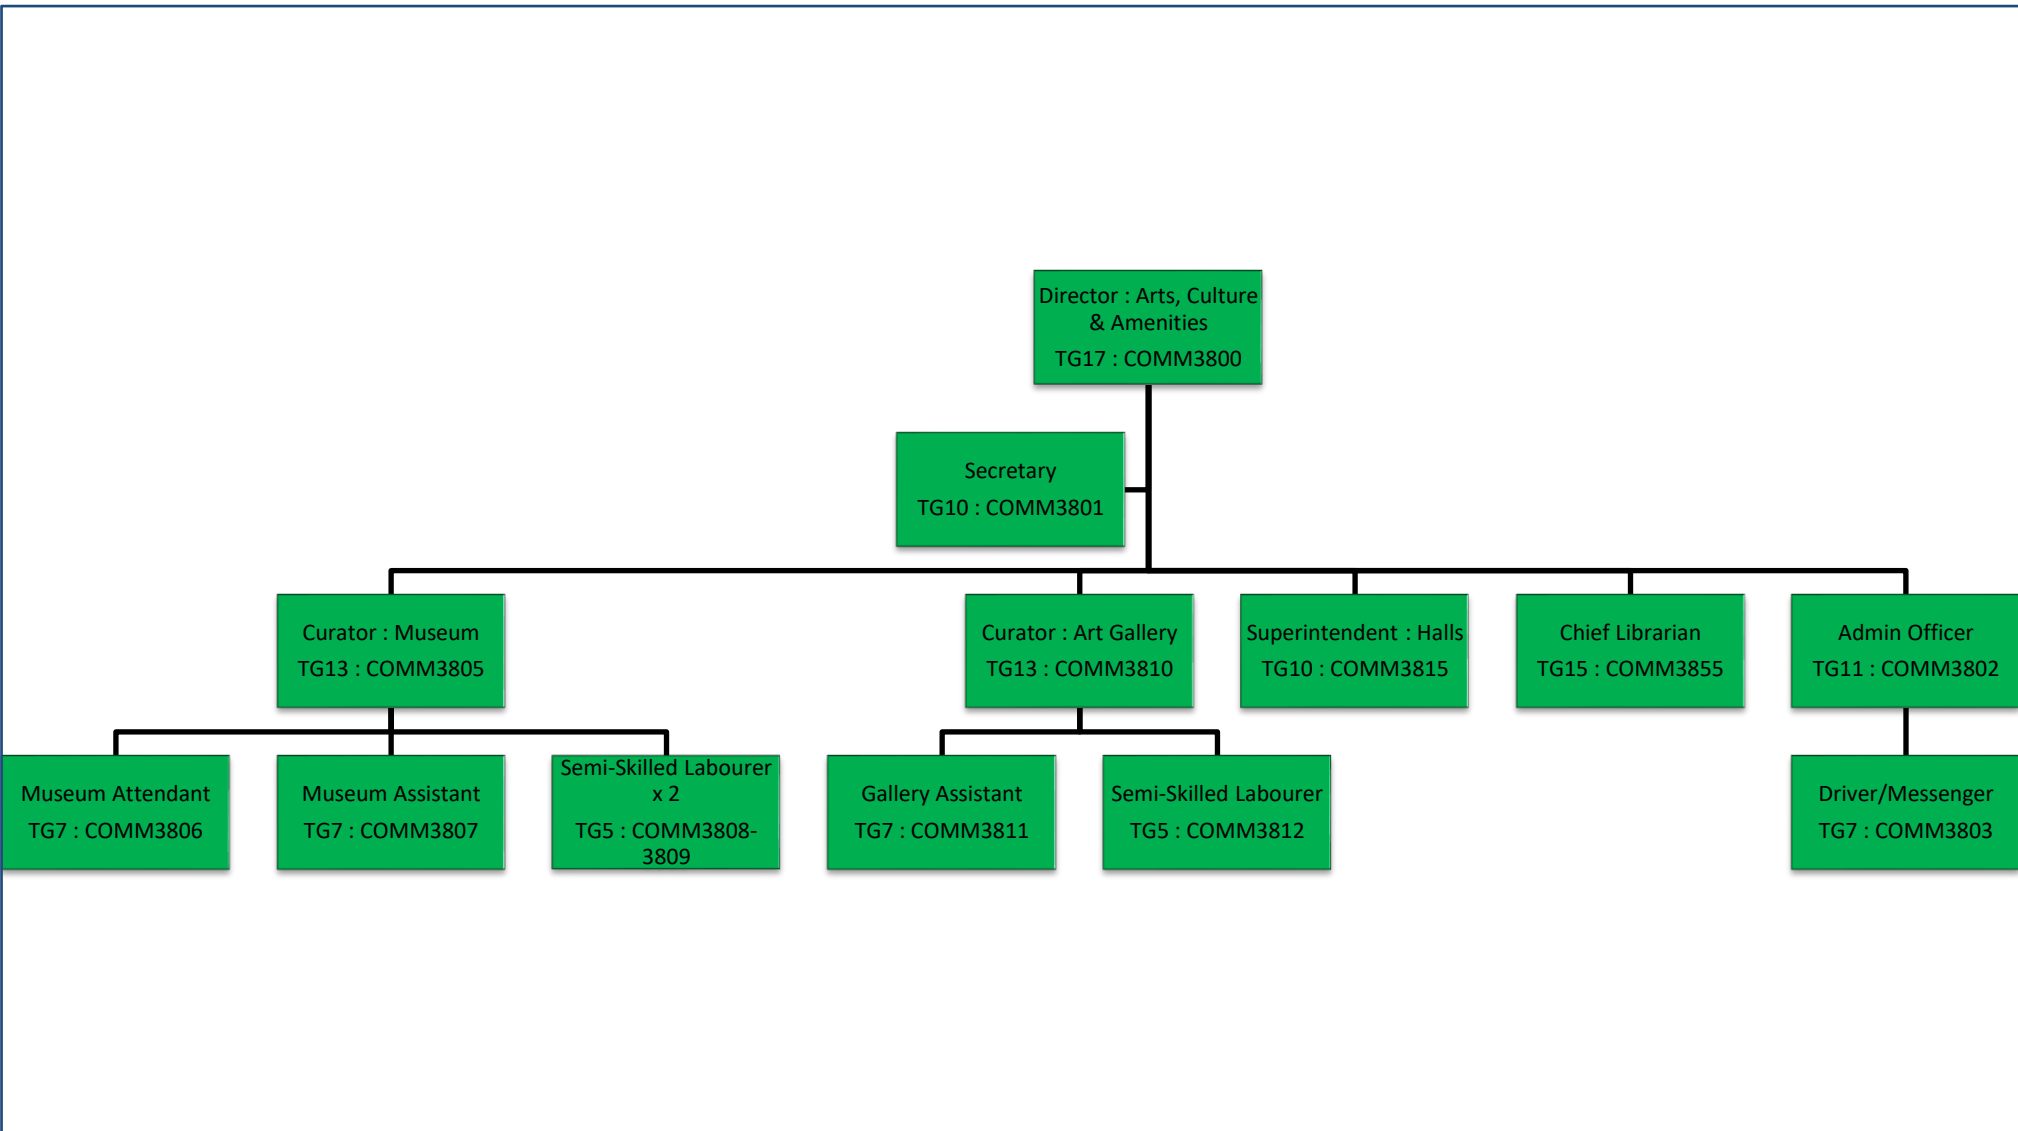 Director : Arts, Culture
& Amenities
TG17 : COMM3800
Secretary
TG10 : COMM3801
Curator : Museum
TG13 : COMM3805
Curator : Art Gallery
TG13 : COMM3810
Superintendent : Halls
TG10 : COMM3815
Chief Librarian
TG15 : COMM3855
Admin Officer
TG11 : COMM3802
Museum Attendant
TG7 : COMM3806
Museum Assistant
TG7 : COMM3807
Semi-Skilled Labourer
x 2
TG5 : COMM3808-
3809
Gallery Assistant
TG7 : COMM3811
Semi-Skilled Labourer
TG5 : COMM3812
Driver/Messenger
TG7 : COMM3803